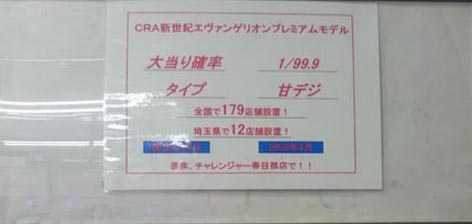 CRA新世紀エヴァンゲリオンプレミアムモデル
大当り確率 1/99.9
タイプ 甘デジ
全国で179店舗設置!
埼玉県で12店舗設置!
是非、チャレンジャー春日部店で!!